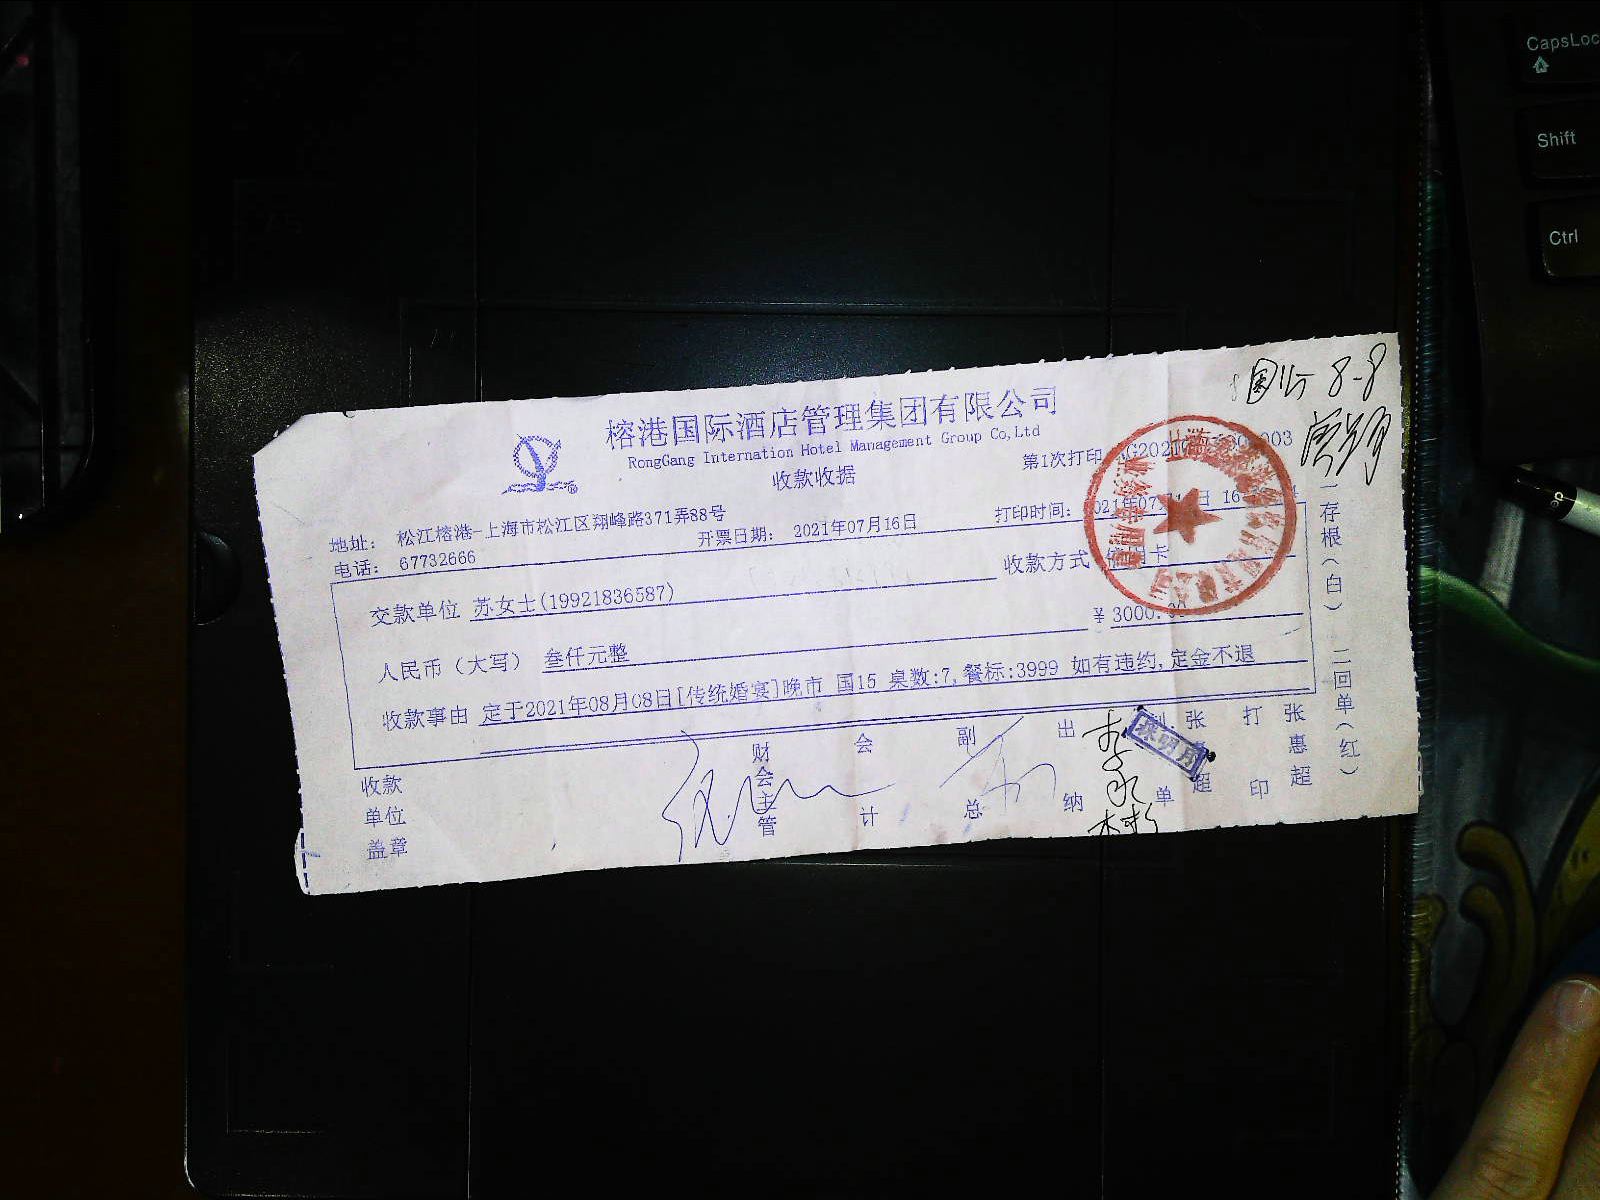 国15 8-8
榕港国际酒店管理集团有限公司
RongGang Internation Hotel Management Group Co,Ltd
收款收据
第1次打印
地址: 松江榕港-上海市松江区翔峰路371弄88号
电话: 67732666
开票日期: 2021年07月16日
打印时间:
交款单位 苏女士(19921836587)
收款方式 信用卡
人民币（大写） 叁仟元整
¥ 3000.00
收款事由 定于2021年08月08日[传统婚宴]晚市 国15 桌数:7,餐标:3999 如有违约,定金不退
收款单位盖章
财会主管
会计
副总
出纳
单
张 超
打印
张惠超
一存根(白) 二回单(红)
CapsLoc
Shift
Ctrl